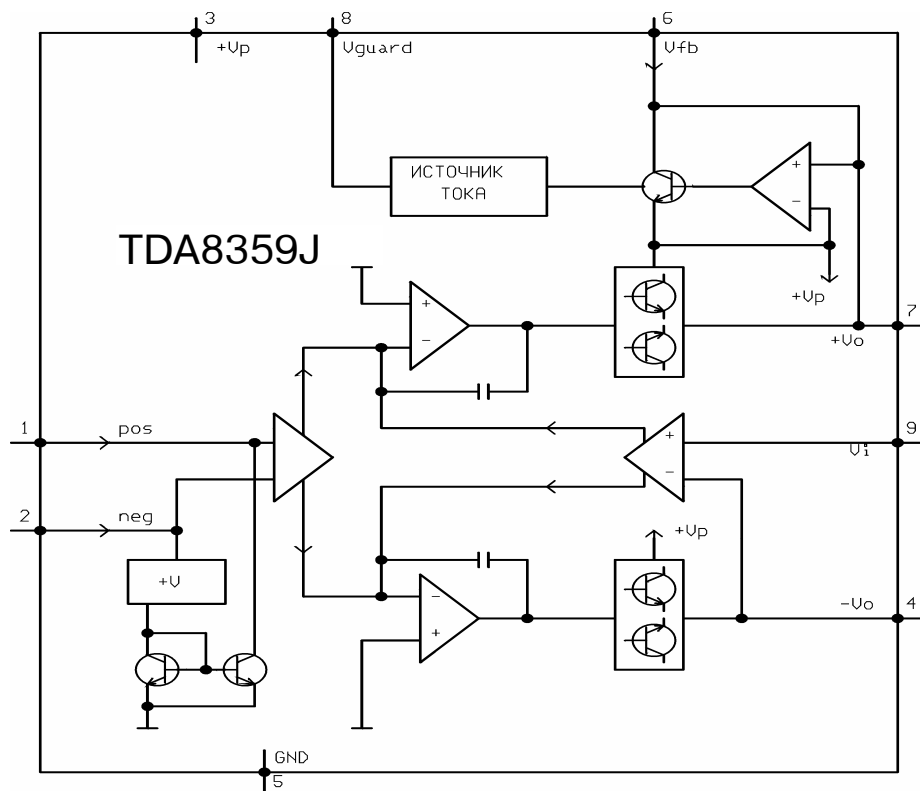 3 8 6
+Vp Vguard Vfb
ИСТОЧНИК
ТОКА
+
−
TDA8359J
+Vp
+
−
7
+Vo
1 pos
+
9
Vi
−
2 neg
+Vp
+V
−
+
−Vo 4
GND
5